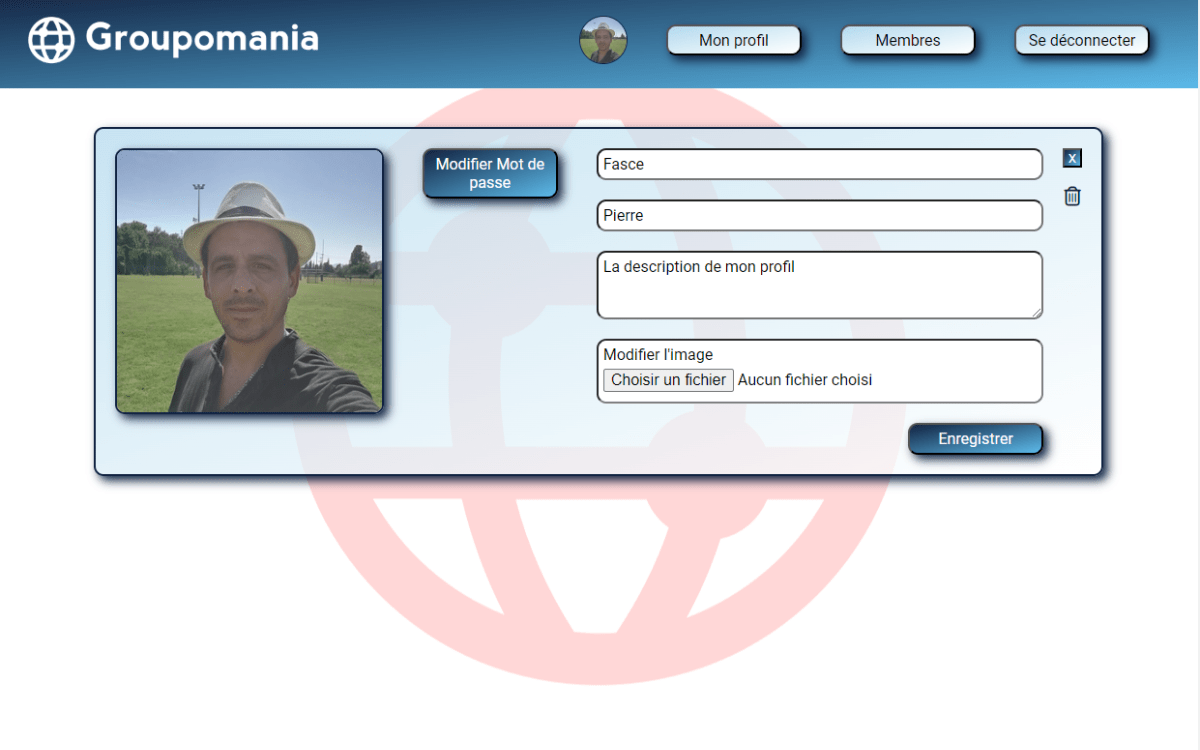 Groupomania
Mon profil
Membres
Se déconnecter
Modifier Mot de
passe
Fasce
x
Pierre
La description de mon profil
Modifier l'image
Choisir un fichier Aucun fichier choisi
Enregistrer